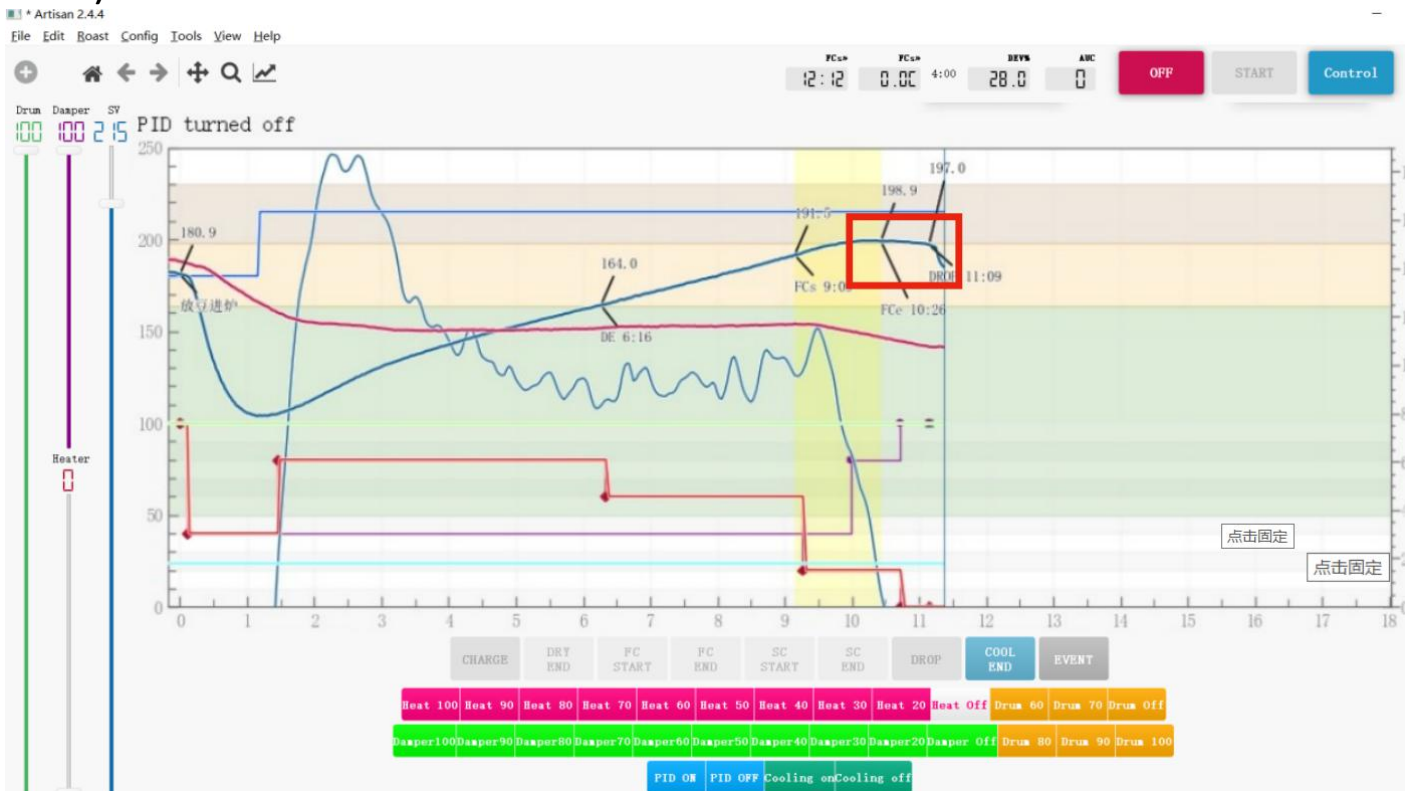 * Artisan 2.4.4
File Edit Roast Config Tools View Help
FCs» FCs» DEV% AUC
12:12 0.0C 4:00 28.0 0 OFF START Control
Drum Damper SV
100 100 215 PID turned off
250
200
150
100
50
0
180.9
放豆进炉
164.0
DE 6:16
191.5
FCs 9:0
198.9
FCe 10:26
197.0
DROP 11:09
Heater
0
点击固定
点击固定
0 1 2 3 4 5 6 7 8 9 10 11 12 13 14 15 16 17 18
CHARGE DRY END FC START FC END SC START SC END DROP COOL END EVENT
Heat 100 Heat 90 Heat 80 Heat 70 Heat 60 Heat 50 Heat 40 Heat 30 Heat 20 Heat Off Drum 60 Drum 70 Drum Off
Damper100 Damper90 Damper80 Damper70 Damper60 Damper50 Damper40 Damper30 Damper20 Damper Off Drum 80 Drum 90 Drum 100
PID ON PID OFF Cooling on Cooling off